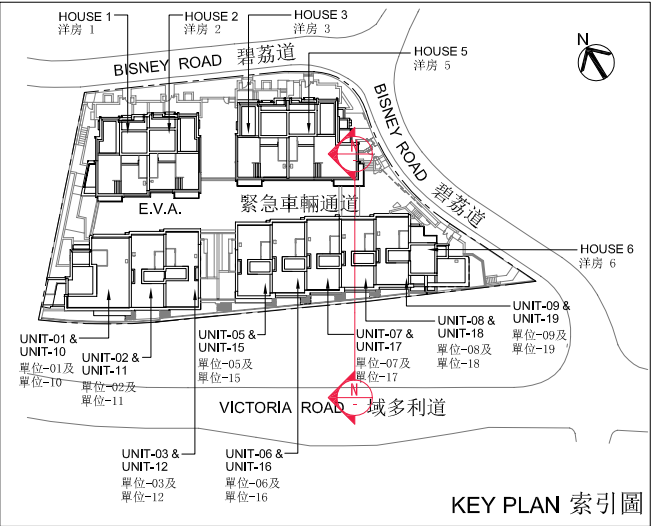 HOUSE 1
洋房 1
HOUSE 2
洋房 2
HOUSE 3
洋房 3
HOUSE 5
洋房 5
N
BISNEY ROAD 碧荔道
BISNEY ROAD 碧荔道
N
E.V.A. 緊急車輛通道
HOUSE 6
洋房 6
UNIT-01 &
UNIT-10
單位-01及
單位-10
UNIT-02 &
UNIT-11
單位-02及
單位-11
UNIT-05 &
UNIT-15
單位-05及
單位-15
UNIT-07 &
UNIT-17
單位-07及
單位-17
UNIT-08 &
UNIT-18
單位-08及
單位-18
UNIT-09 &
UNIT-19
單位-09及
單位-19
N
-
VICTORIA ROAD 域多利道
UNIT-03 &
UNIT-12
單位-03及
單位-12
UNIT-06 &
UNIT-16
單位-06及
單位-16
KEY PLAN 索引圖